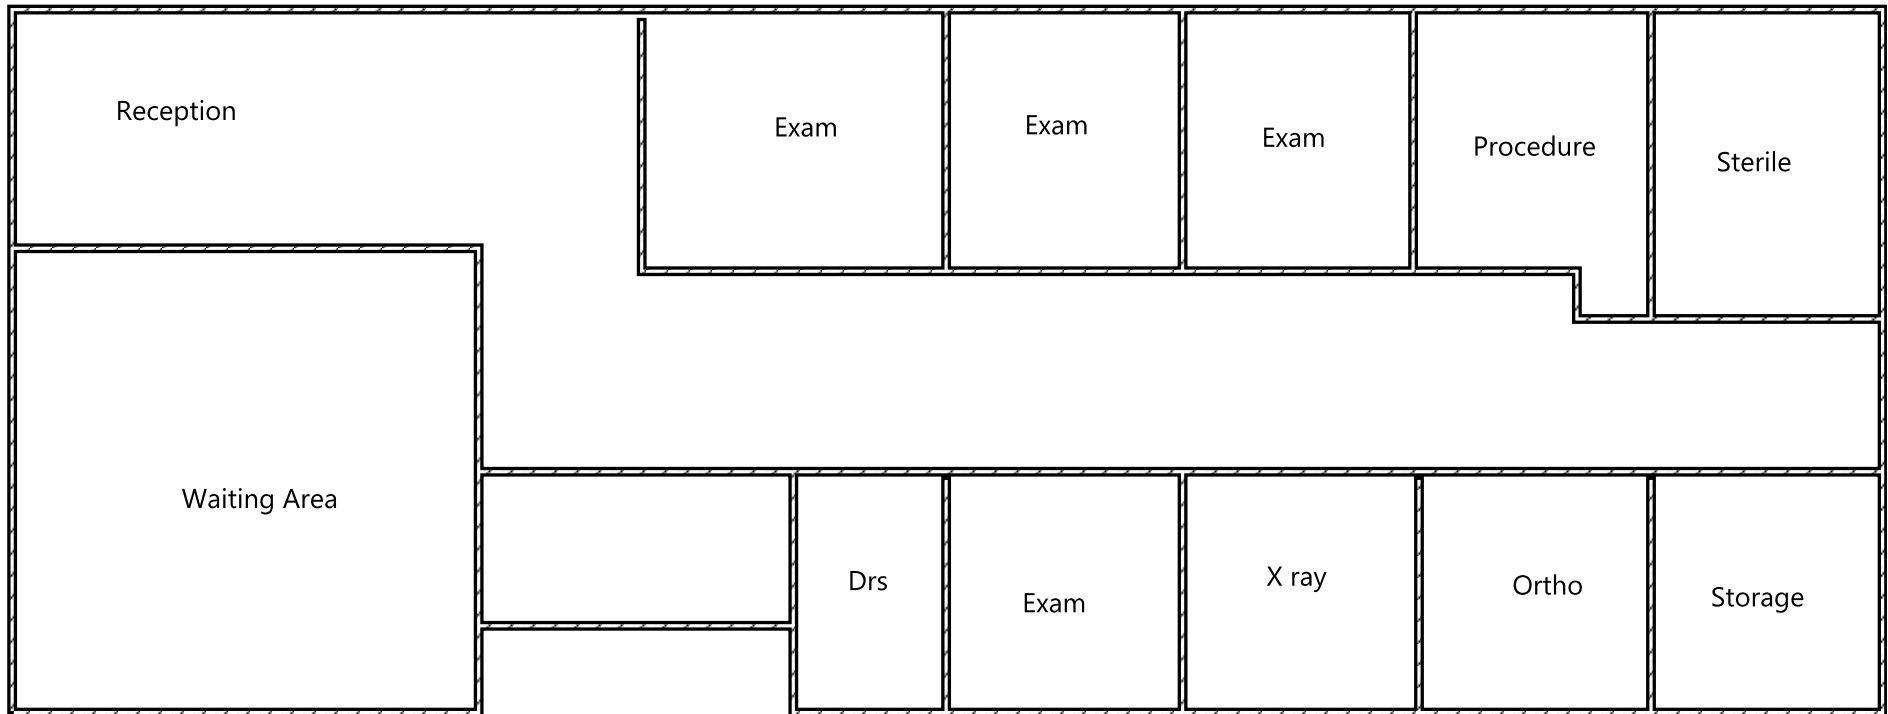 Reception
Exam
Exam
Exam
Procedure
Sterile
Waiting Area
Drs
Exam
X ray
Ortho
Storage